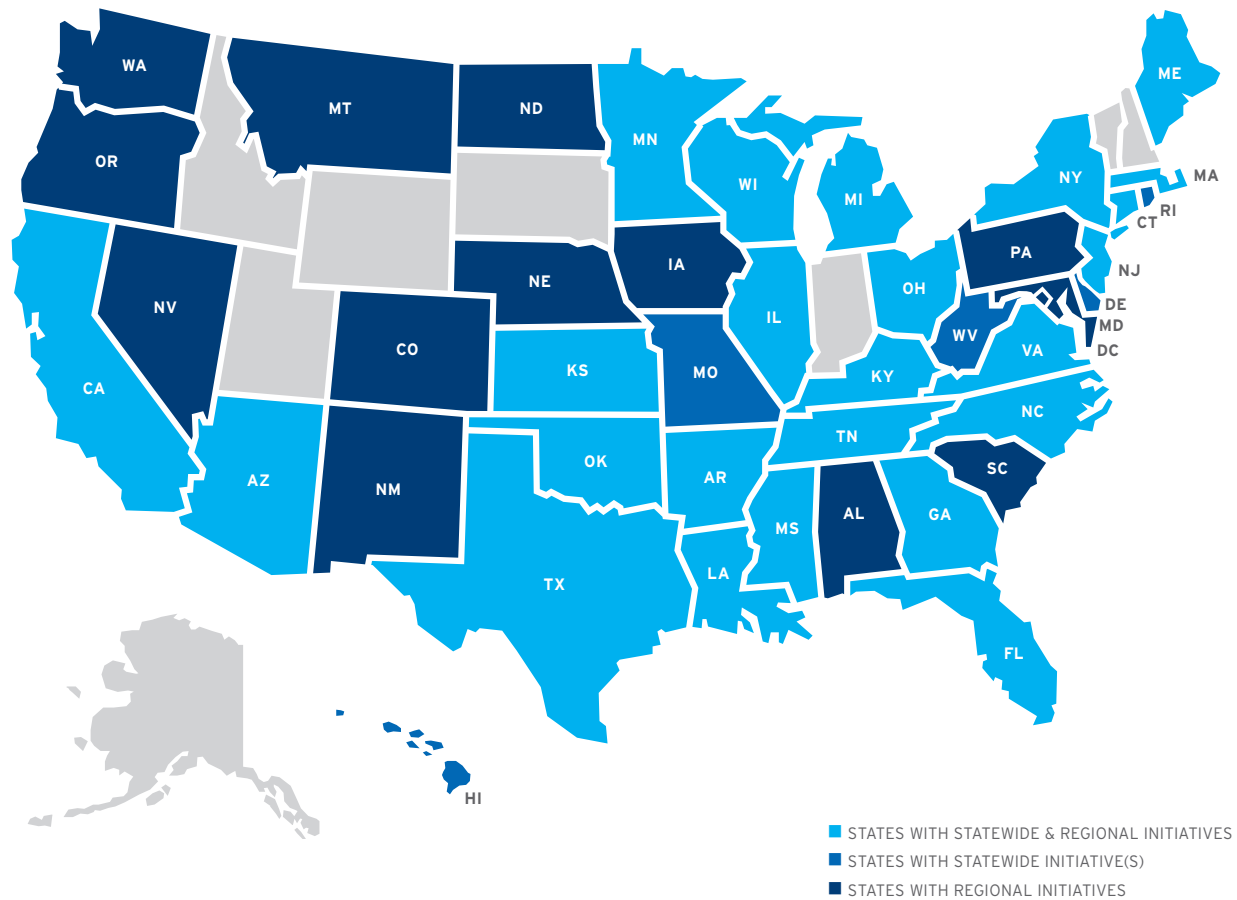 WA
MT
ND
MN
ME
OR
WI
MI
NY
MA
RI
CT
NV
NE
IA
PA
NJ
IL
OH
DE
MD
DC
WV
VA
CA
CO
KS
MO
KY
NC
AZ
NM
OK
AR
TN
SC
MS
AL
GA
TX
LA
FL
HI
STATES WITH STATEWIDE & REGIONAL INITIATIVES
STATES WITH STATEWIDE INITIATIVE(S)
STATES WITH REGIONAL INITIATIVES